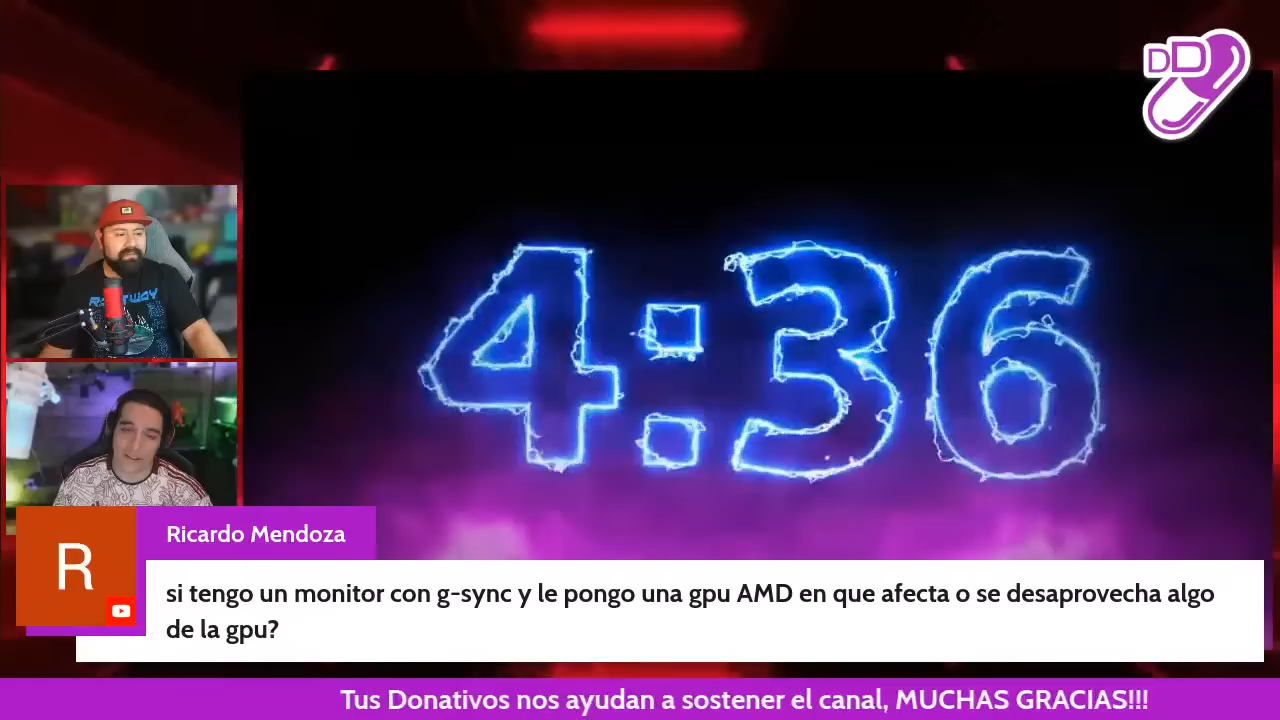 DD
4:36
R
Ricardo Mendoza
si tengo un monitor con g-sync y le pongo una gpu AMD en que afecta o se desaprovecha algo
de la gpu?
Tus Donativos nos ayudan a sostener el canal, MUCHAS GRACIAS!!!